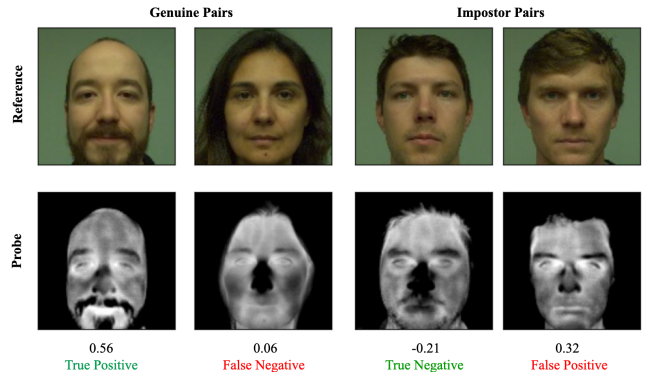 Genuine Pairs
Impostor Pairs
Reference
Probe
0.56
0.06
-0.21
0.32
True Positive
False Negative
True Negative
False Positive